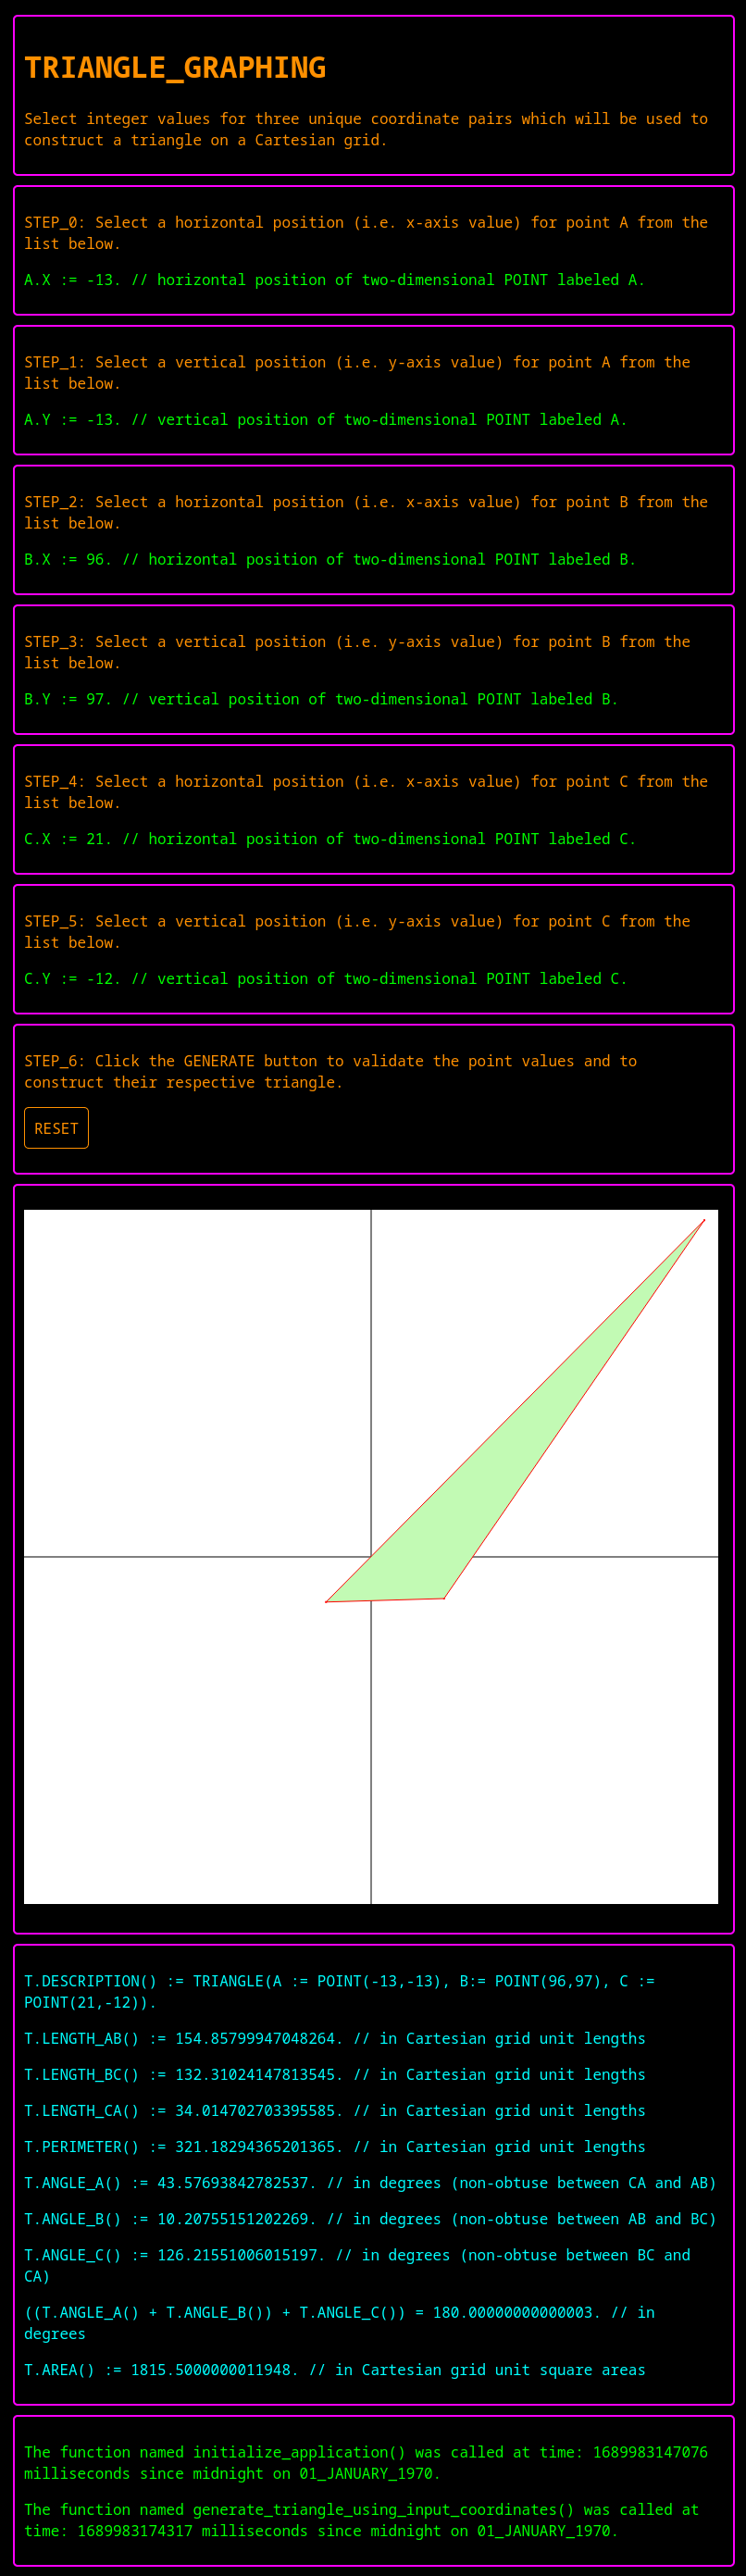 TRIANGLE_GRAPHING
Select integer values for three unique coordinate pairs which will be used to
construct a triangle on a Cartesian grid.
STEP_0: Select a horizontal position (i.e. x-axis value) for point A from the
list below.
A.X := -13. // horizontal position of two-dimensional POINT labeled A.
STEP_1: Select a vertical position (i.e. y-axis value) for point A from the
list below.
A.Y := -13. // vertical position of two-dimensional POINT labeled A.
STEP_2: Select a horizontal position (i.e. x-axis value) for point B from the
list below.
B.X := 96. // horizontal position of two-dimensional POINT labeled B.
STEP_3: Select a vertical position (i.e. y-axis value) for point B from the
list below.
B.Y := 97. // vertical position of two-dimensional POINT labeled B.
STEP_4: Select a horizontal position (i.e. x-axis value) for point C from the
list below.
C.X := 21. // horizontal position of two-dimensional POINT labeled C.
STEP_5: Select a vertical position (i.e. y-axis value) for point C from the
list below.
C.Y := -12. // vertical position of two-dimensional POINT labeled C.
STEP_6: Click the GENERATE button to validate the point values and to
construct their respective triangle.
RESET
T.DESCRIPTION() := TRIANGLE(A := POINT(-13,-13), B:= POINT(96,97), C :=
POINT(21,-12)).
T.LENGTH_AB() := 154.85799947048264. // in Cartesian grid unit lengths
T.LENGTH_BC() := 132.31024147813545. // in Cartesian grid unit lengths
T.LENGTH_CA() := 34.014702703395585. // in Cartesian grid unit lengths
T.PERIMETER() := 321.18294365201365. // in Cartesian grid unit lengths
T.ANGLE_A() := 43.57693842782537. // in degrees (non-obtuse between CA and AB)
T.ANGLE_B() := 10.20755151202269. // in degrees (non-obtuse between AB and BC)
T.ANGLE_C() := 126.21551006015197. // in degrees (non-obtuse between BC and
CA)
((T.ANGLE_A() + T.ANGLE_B()) + T.ANGLE_C()) = 180.00000000000003. // in
degrees
T.AREA() := 1815.5000000011948. // in Cartesian grid unit square areas
The function named initialize_application() was called at time: 1689983147076
milliseconds since midnight on 01_JANUARY_1970.
The function named generate_triangle_using_input_coordinates() was called at
time: 1689983174317 milliseconds since midnight on 01_JANUARY_1970.